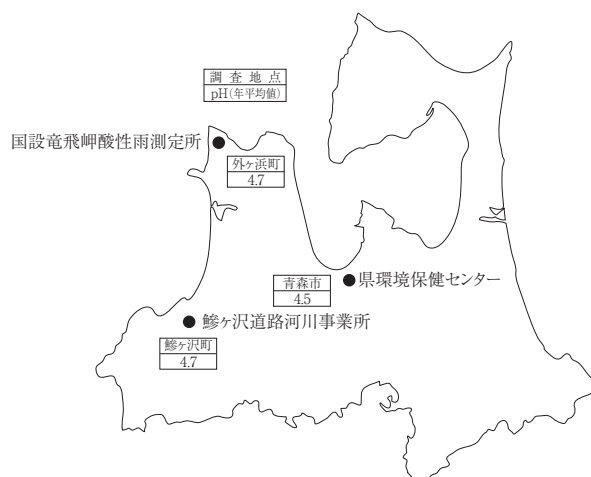 調査地点
pH(年平均値)
国設竜飛岬酸性雨測定所
外ヶ浜町
4.7
青森市
4.5
県環境保健センター
鰺ヶ沢道路河川事業所
鰺ヶ沢町
4.7